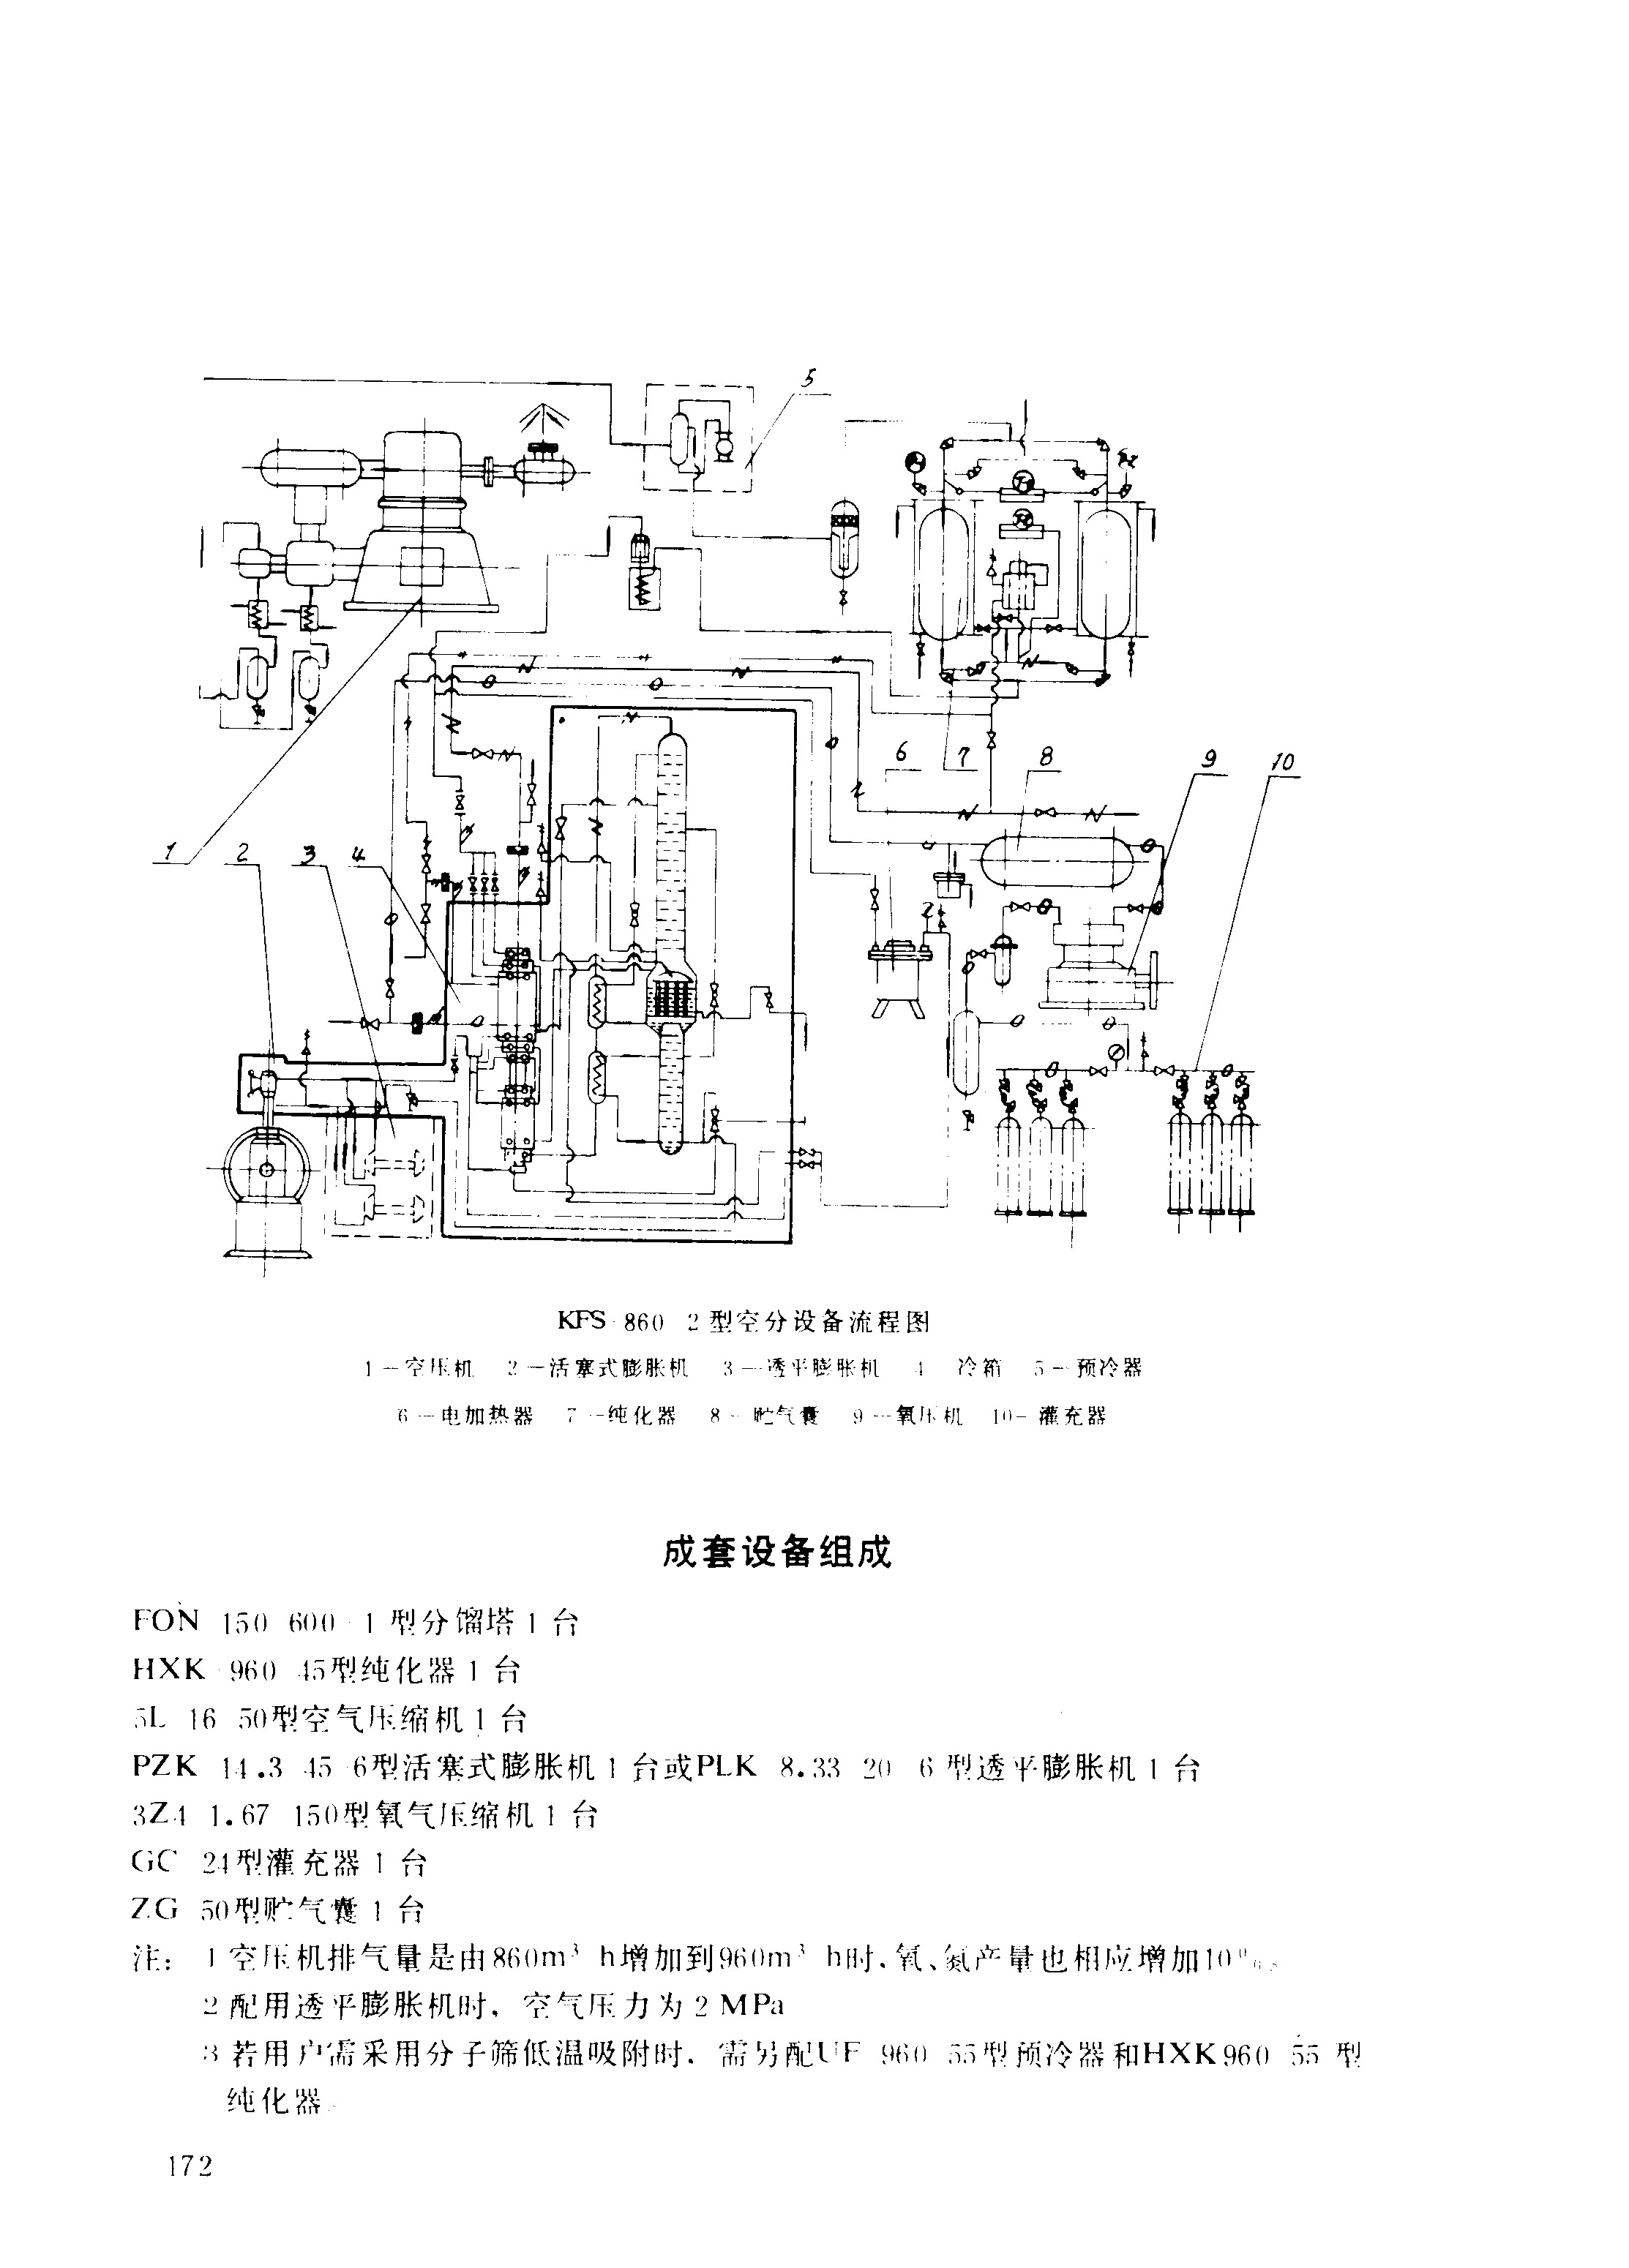 5
6
7
8
9
10
1
2
3
4
KFS-860 2型空分设备流程图
1—空压机 2—活塞式膨胀机 3—透平膨胀机 4 冷箱 5—预冷器
6—电加热器 7—纯化器 8—贮气囊 9—氧压机 10—灌充器
成套设备组成
FON 150 600-1型分馏塔1台
HXK-960 45型纯化器1台
5L 16 50型空气压缩机1台
PZK 14.3 45 6型活塞式膨胀机1台或PLK 8.33 20 6型透平膨胀机1台
3Z4 1.67 150型氧气压缩机1台
GC 24型灌充器1台
ZG 50型贮气囊1台
注: 1空压机排气量是由860m³ h增加到960m³ h时,氧、氮产量也相应增加10%。
2配用透平膨胀机时,空气压力为2MPa
3若用户需采用分子筛低温吸附时,需另配UF 960 55型预冷器和HXK960 55型
纯化器
172